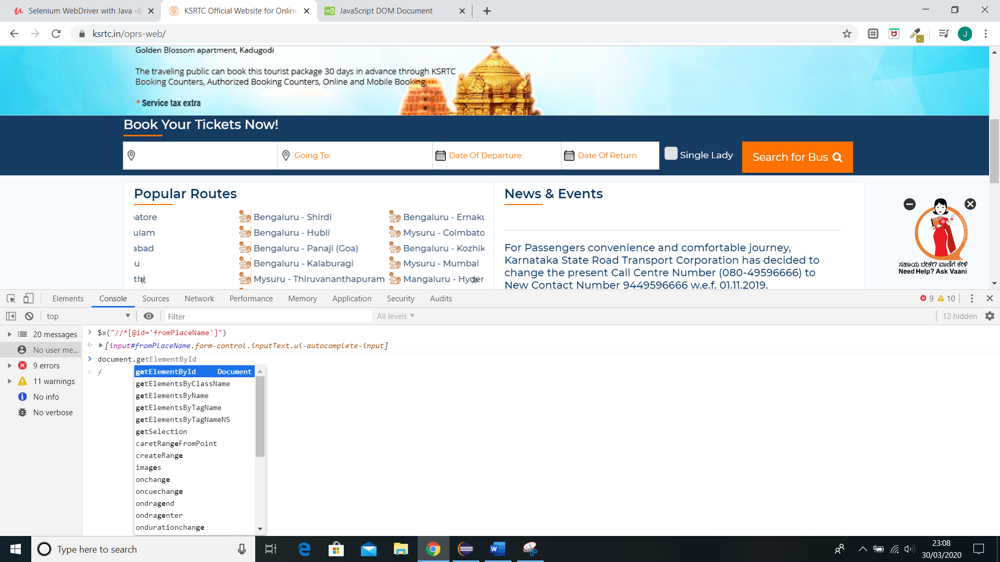 Selenium WebDriver with Java -B
KSRTC Official Website for Online
JavaScript DOM Document
ksrtc.in/oprs-web/
J
Golden Blossom apartment, Kadugodi
The traveling public can book this tourist package 30 days in advance through KSRTC
Booking Counters, Authorized Booking Counters, Online and Mobile Booking.
* Service tax extra
Book Your Tickets Now!
Going To:
Date Of Departure
Date Of Return
Single Lady
Search for Bus
Popular Routes
News & Events
batore
Bengaluru - Shirdi
Bengaluru - Ernaku
ulam
Bengaluru - Hubli
Mysuru - Coimbato
abad
Bengaluru - Panaji (Goa)
Bengaluru - Kozhik
u
Bengaluru - Kalaburagi
Mysuru - Mumbai
thi
Mysuru - Thiruvananthapuram
Mangaluru - Hyder
For Passengers convenience and comfortable journey,
Karnataka State Road Transport Corporation has decided to
change the present Call Centre Number (080-49596666) to
New Contact Number 9449596666 w.e.f. 01.11.2019.
ಸಹಾಯ ಬೇಕೇ? ವಾಣಿಗೆ ಕೇಳಿ
Need Help? Ask Vaani
Elements
Console
Sources
Network
Performance
Memory
Application
Security
Audits
9
10
top
Filter
All levels
12 hidden
20 messages
No user me...
9 errors
11 warnings
No info
No verbose
> $x("//*[@id='fromPlaceName']")
[input#fromPlaceName.form-control.inputText.ui-autocomplete-input]
> document.getElementById
f
getElementById Document
getElementsByClassName
getElementsByName
getElementsByTagName
getElementsByTagNameNS
getSelection
caretRangeFromPoint
createRange
images
onchange
oncuechange
ondragend
ondragenter
ondurationchange
Type here to search
23:08
30/03/2020